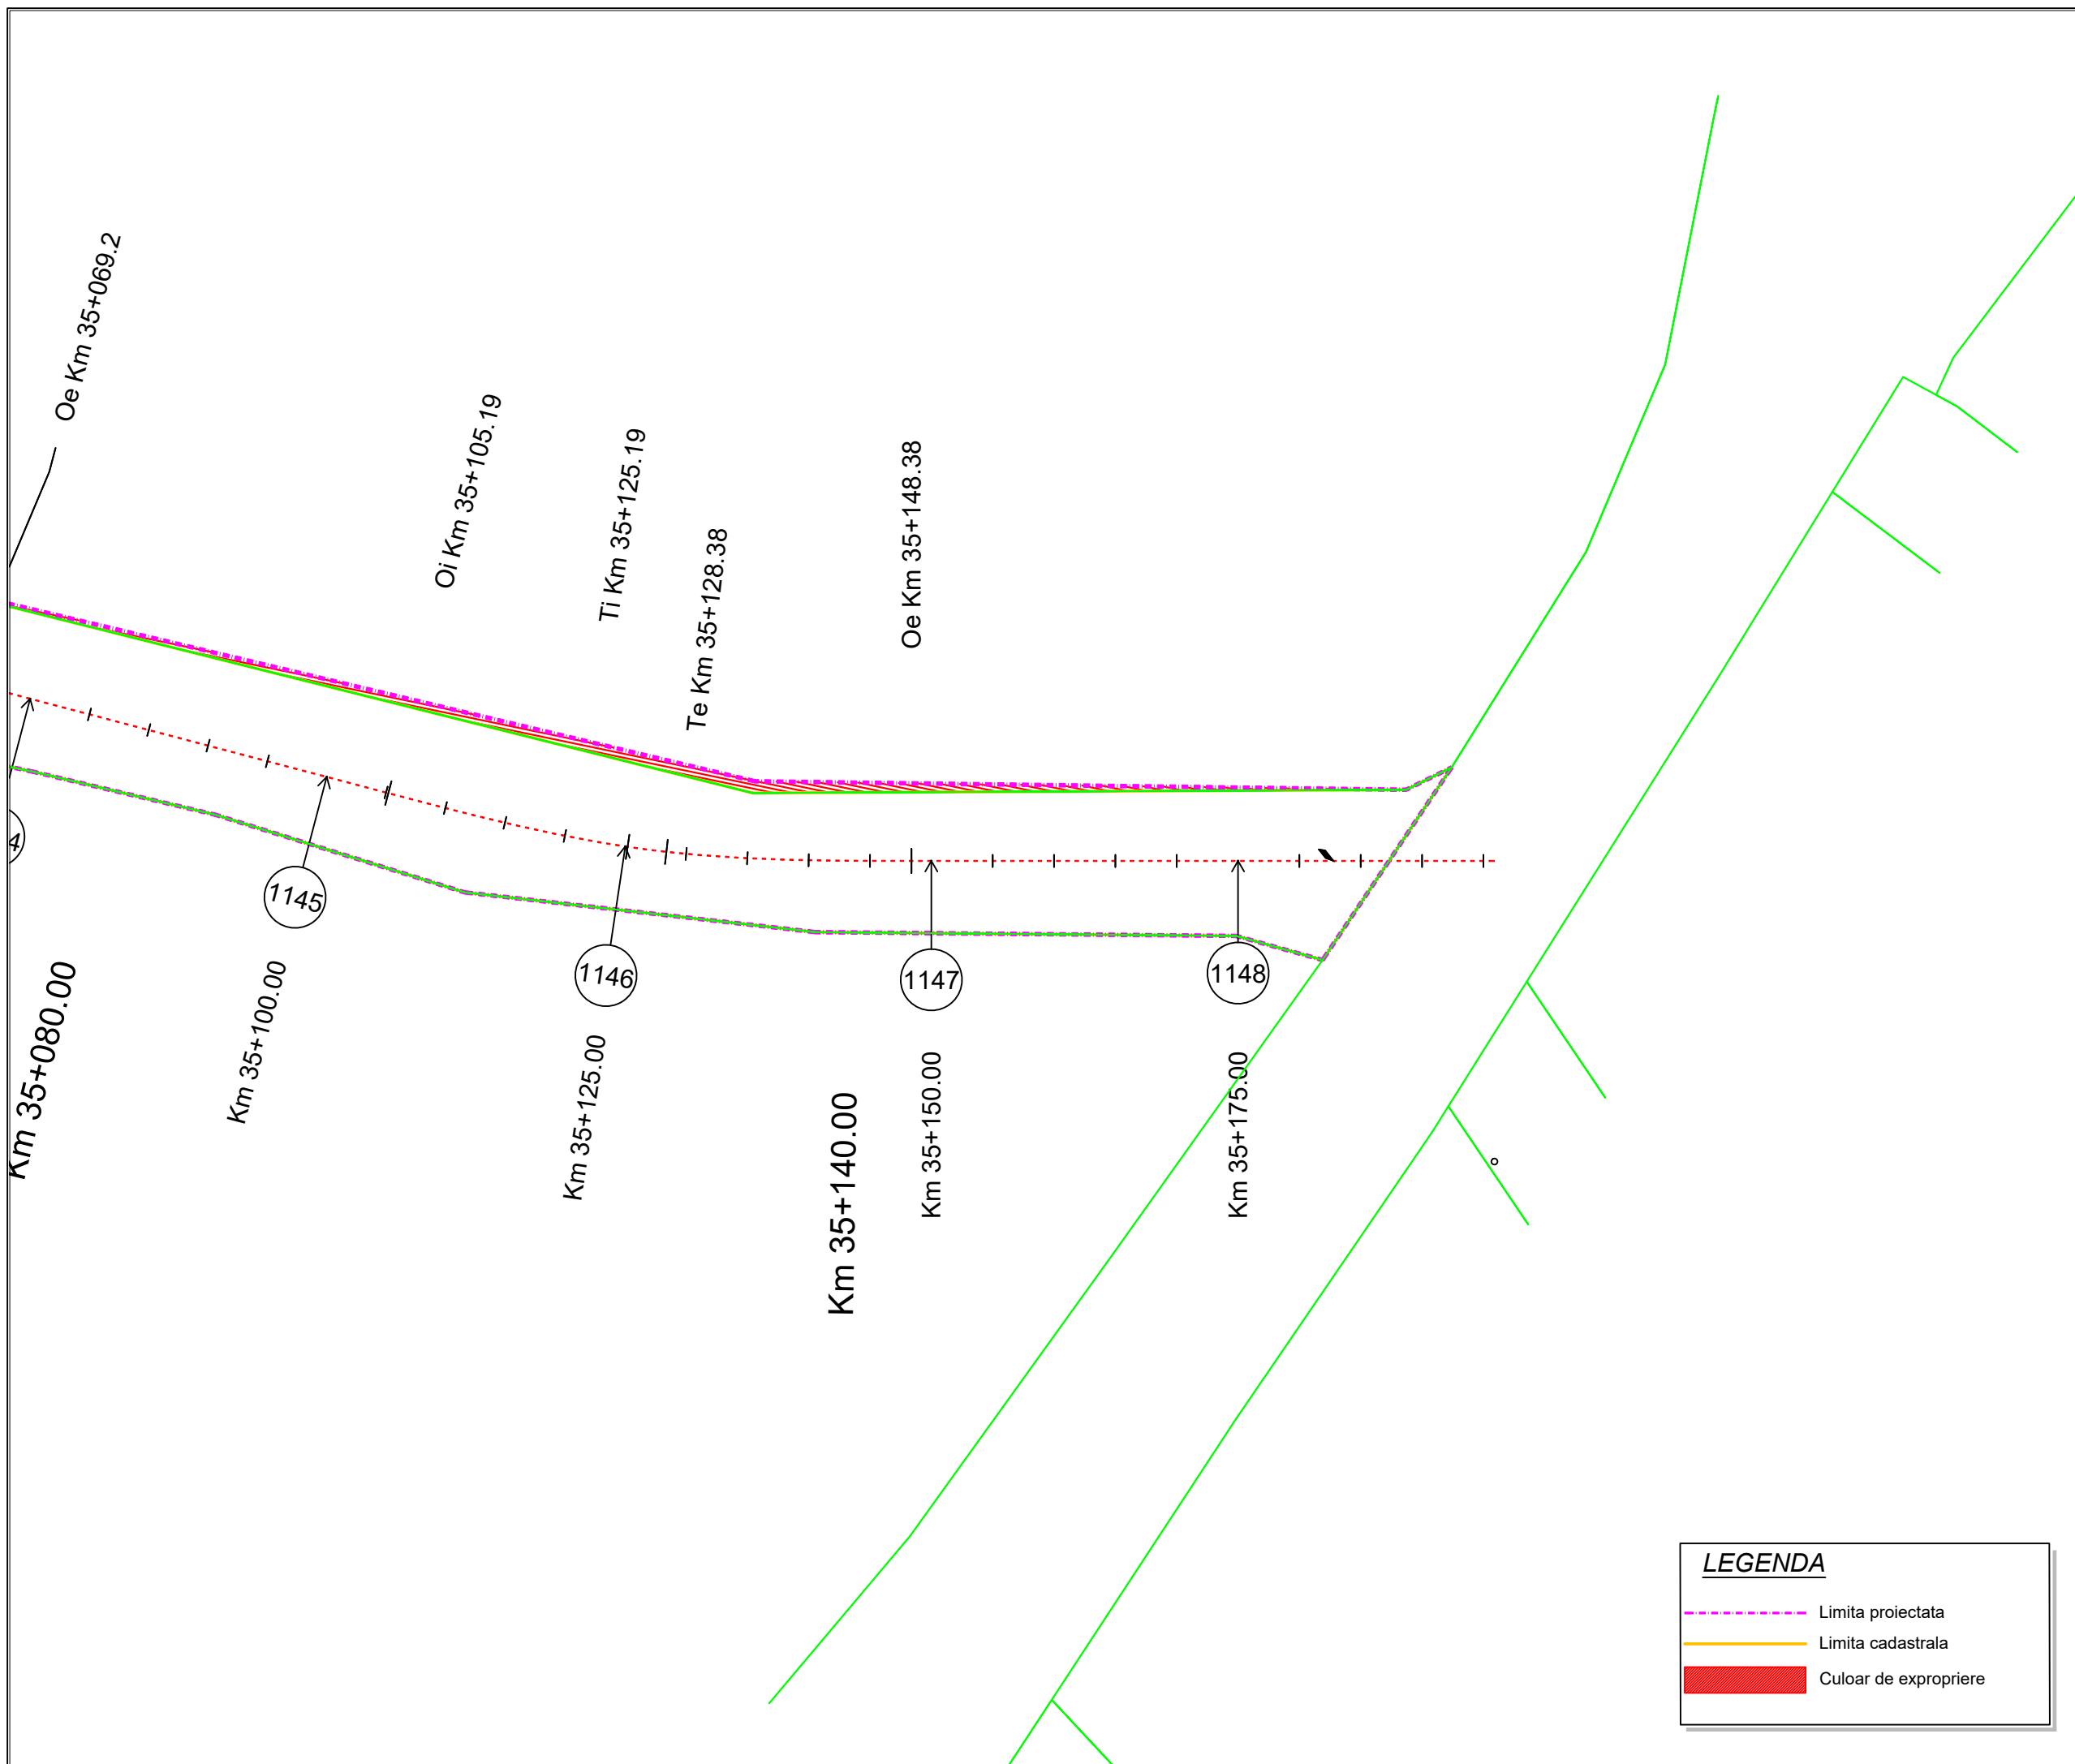 Oe Km 35+069.2
Oi Km 35+105.19
Ti Km 35+125.19
Te Km 35+128.38
Oe Km 35+148.38
4
1145
1146
1147
1148
Km 35+080.00
Km 35+100.00
Km 35+125.00
Km 35+140.00
Km 35+150.00
Km 35+175.00
LEGENDA
Limita proiectata
Limita cadastrala
Culoar de expropriere